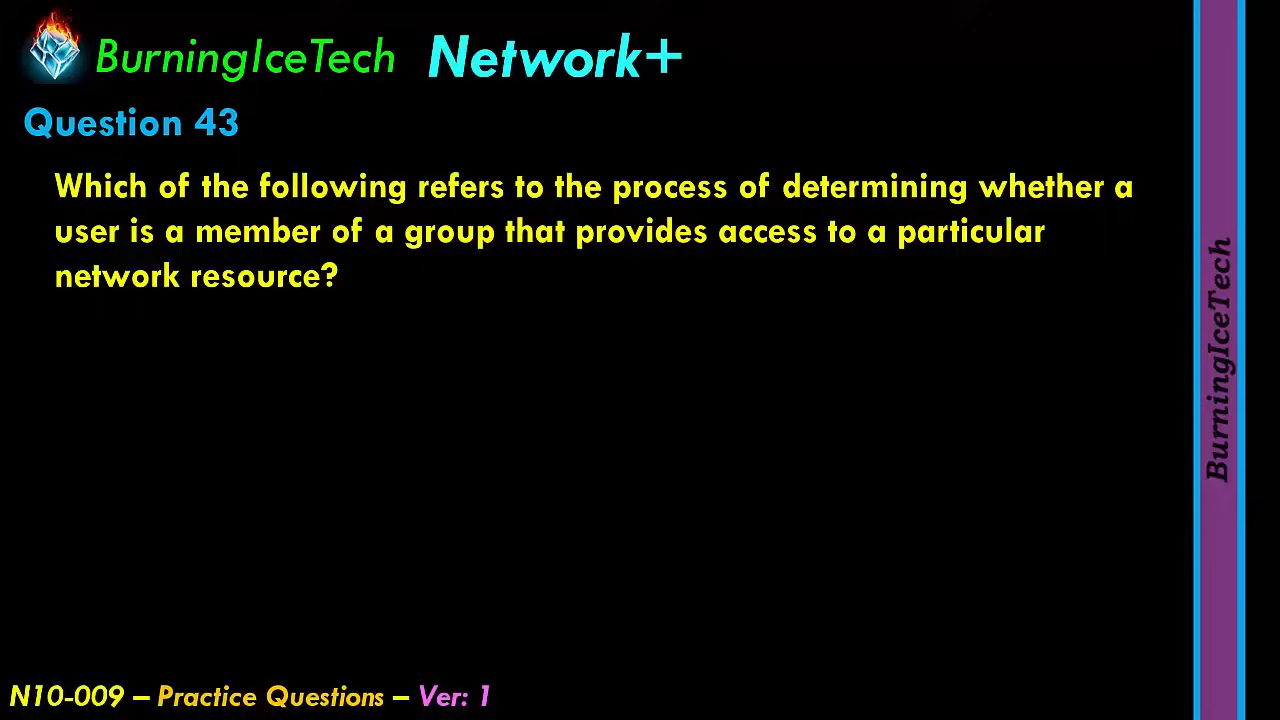 BurningIceTech Network+
Question 43
Which of the following refers to the process of determining whether a
user is a member of a group that provides access to a particular
network resource?
BurningIceTech
N10-009 – Practice Questions – Ver: 1